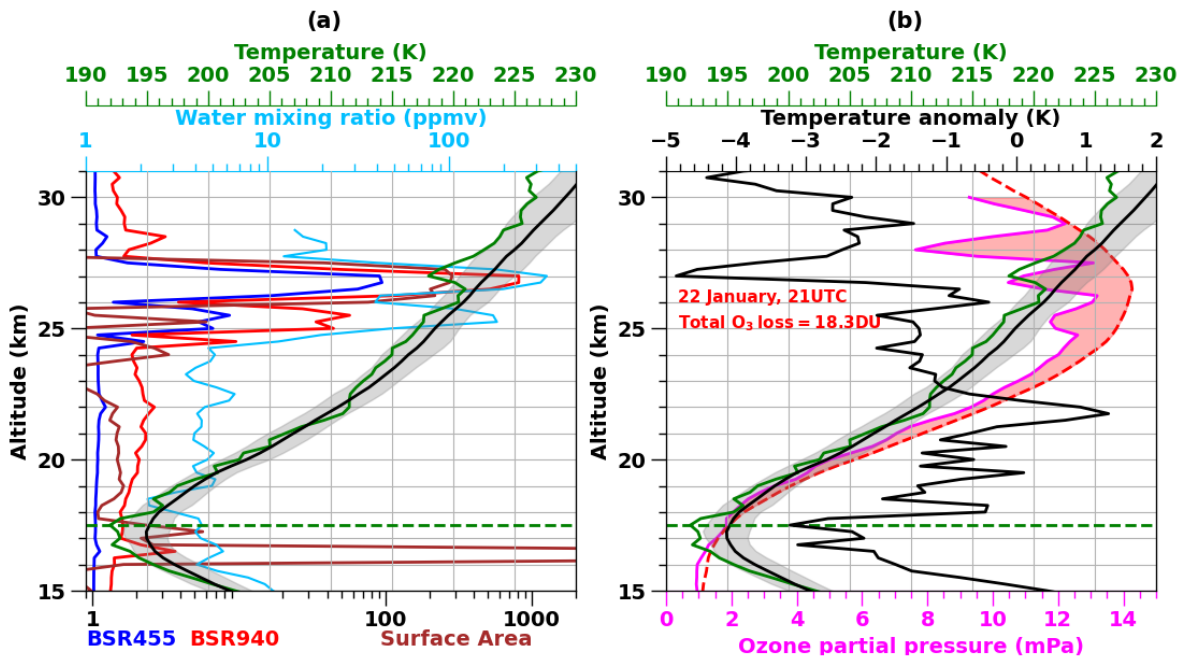 (a)
Temperature (K)
190 195 200 205 210 215 220 225 230
Water mixing ratio (ppmv)
1 10 100
Altitude (km)
30
25
20
15
1 100 1000
BSR455 BSR940 Surface Area
(b)
Temperature (K)
190 195 200 205 210 215 220 225 230
Temperature anomaly (K)
−5 −4 −3 −2 −1 0 1 2
Altitude (km)
30
25
20
15
22 January, 21UTC
Total O₃ loss = 18.3DU
0 2 4 6 8 10 12 14
Ozone partial pressure (mPa)